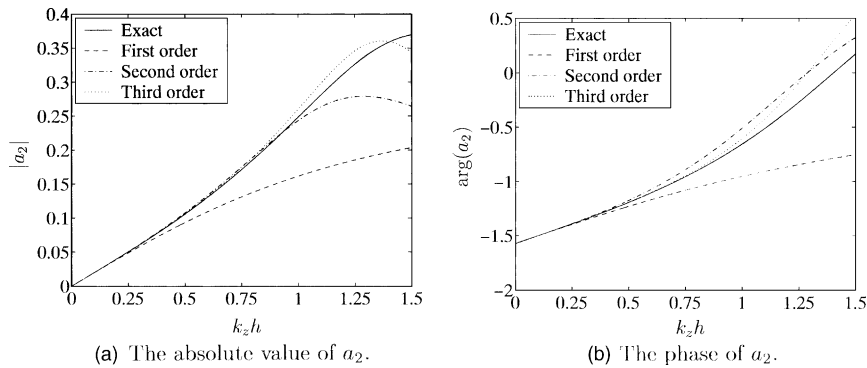 0.4
0.35
0.3
0.25
0.2
0.15
0.1
0.05
0
|a₂|
Exact
First order
Second order
Third order
0 0.25 0.5 0.75 1 1.25 1.5
k_z h
(a) The absolute value of a₂.
0.5
0
−0.5
−1
−1.5
−2
arg(a₂)
Exact
First order
Second order
Third order
0 0.25 0.5 0.75 1 1.25 1.5
k_z h
(b) The phase of a₂.